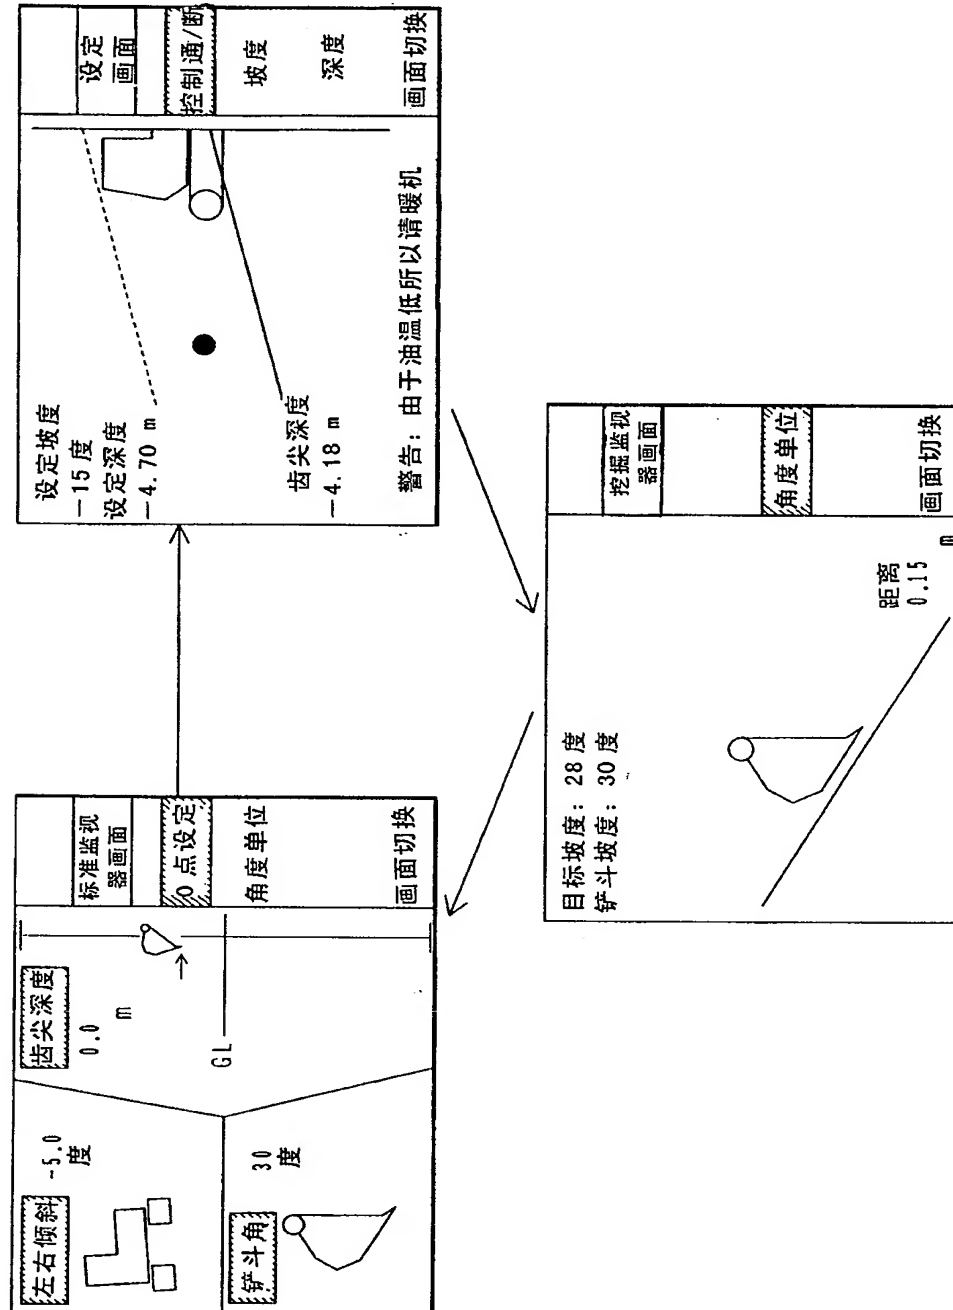 左右倾斜
-5.0
度
铲斗角
30
度
齿尖深度
0.0
m
GL
标准监视
器画面
0点设定
角度单位
画面切换
设定坡度
-15度
设定深度
-4.70 m
齿尖深度
-4.18 m
警告：由于油温低所以请暖机
设定
画面
控制通/断
坡度
深度
画面切换
目标坡度：28度
铲斗坡度：30度
距离
0.15
m
挖掘监视
器画面
角度单位
画面切换